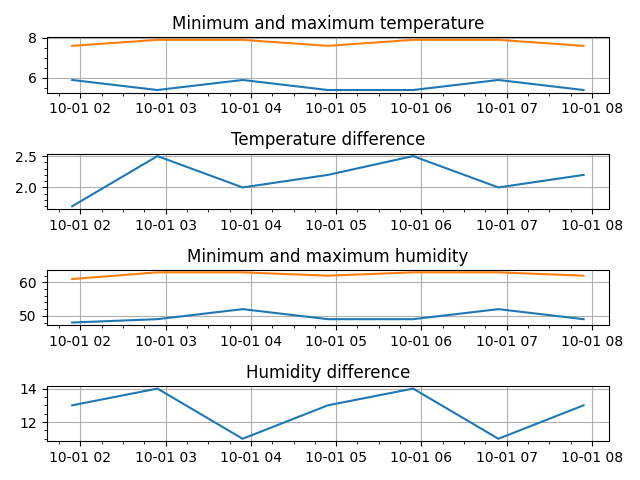 Minimum and maximum temperature
8
6
10-01 02 10-01 03 10-01 04 10-01 05 10-01 06 10-01 07 10-01 08
Temperature difference
2.5
2.0
10-01 02 10-01 03 10-01 04 10-01 05 10-01 06 10-01 07 10-01 08
Minimum and maximum humidity
60
50
10-01 02 10-01 03 10-01 04 10-01 05 10-01 06 10-01 07 10-01 08
Humidity difference
14
12
10-01 02 10-01 03 10-01 04 10-01 05 10-01 06 10-01 07 10-01 08